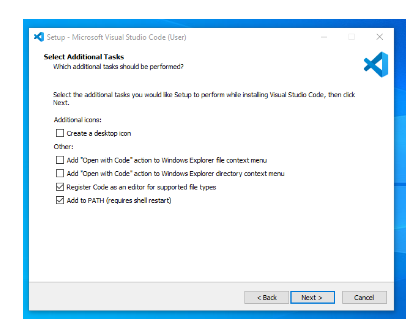 Setup - Microsoft Visual Studio Code (User)
Select Additional Tasks
Which additional tasks should be performed?
Select the additional tasks you would like Setup to perform while installing Visual Studio Code, then click
Next.
Additional icons:
Create a desktop icon
Other:
Add "Open with Code" action to Windows Explorer file context menu
Add "Open with Code" action to Windows Explorer directory context menu
Register Code as an editor for supported file types
Add to PATH (requires shell restart)
< Back Next > Cancel